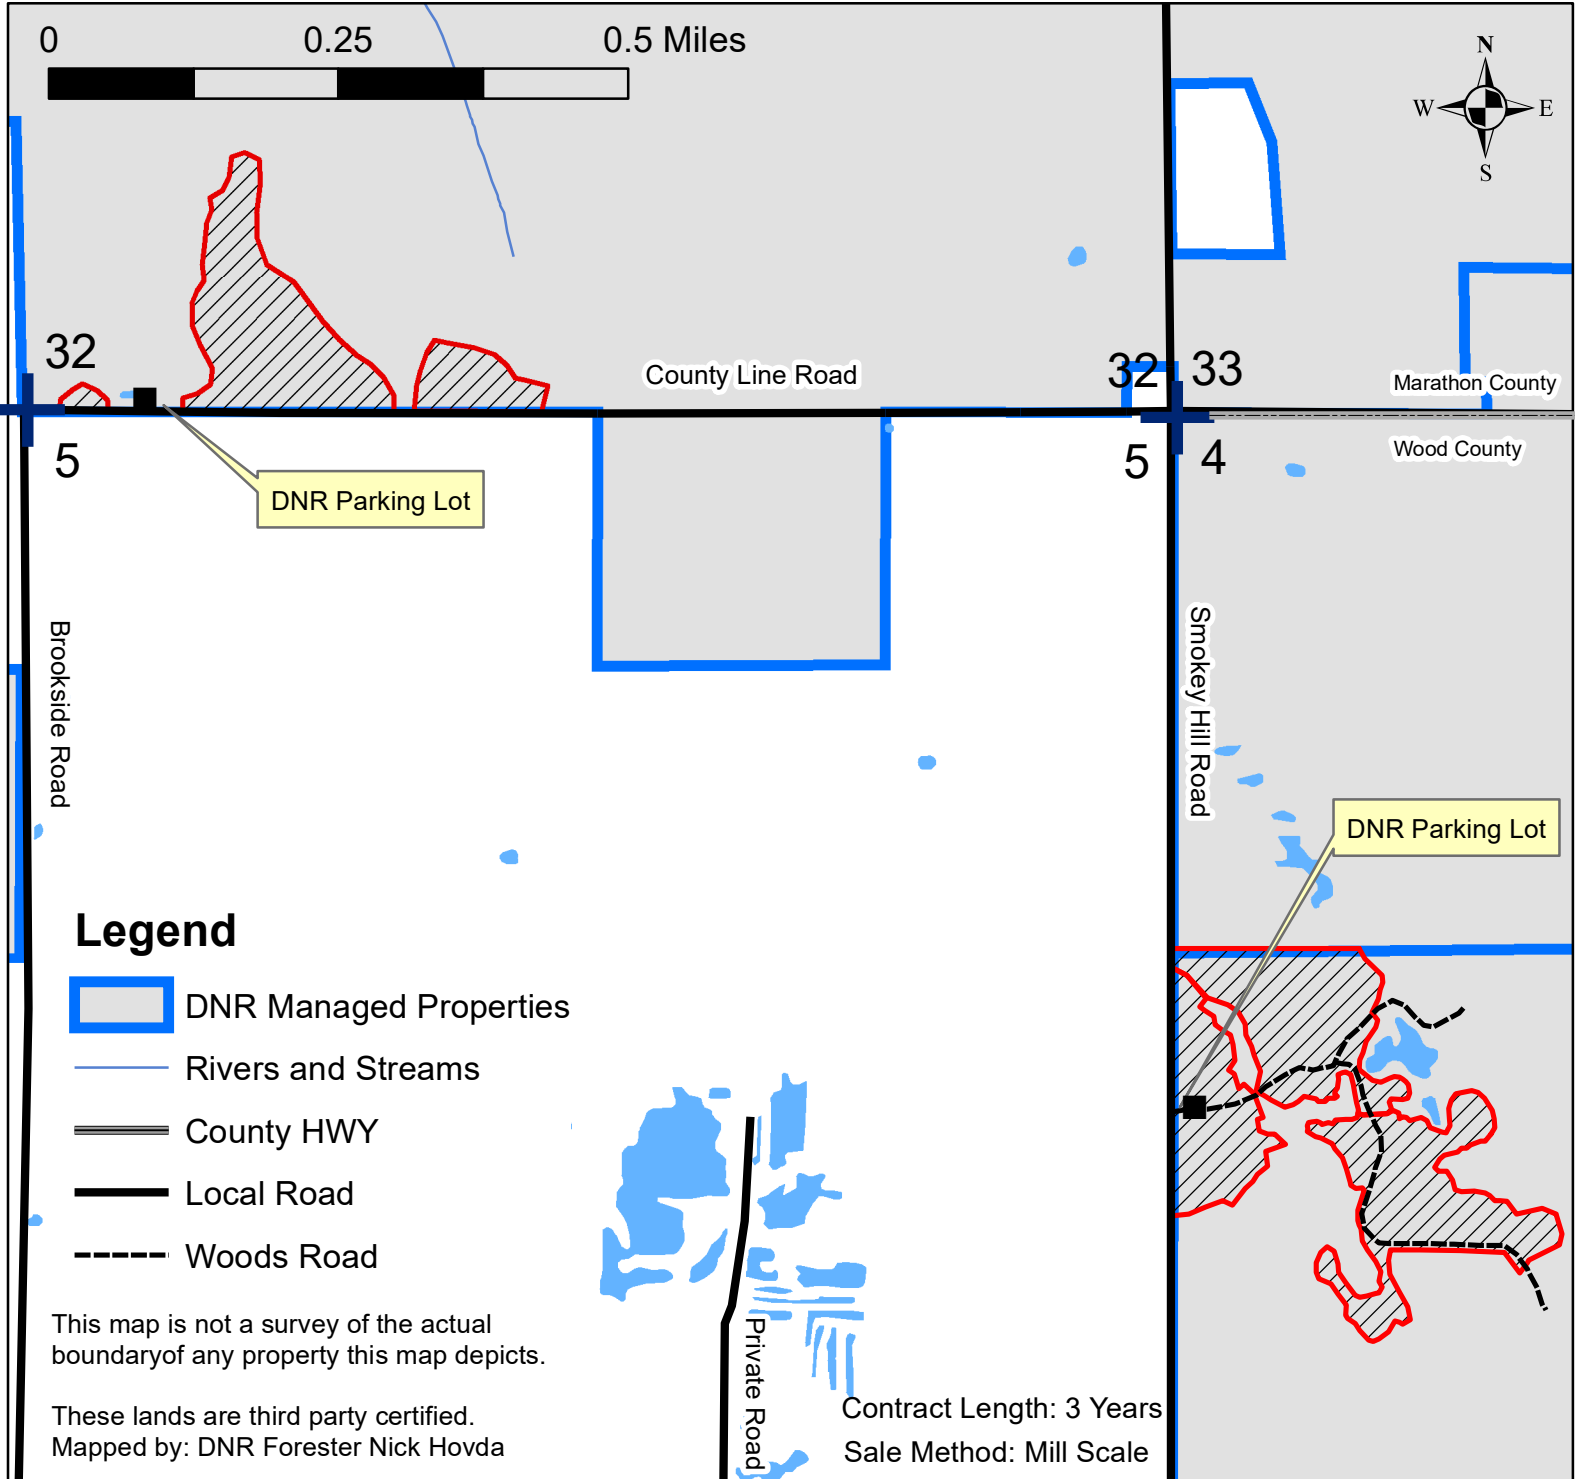 0 0.25 0.5 Miles
N
W E
S
32
County Line Road
32 33
Marathon County
5
5 4
Wood County
DNR Parking Lot
Brookside Road
Smokey Hill Road
DNR Parking Lot
Legend
DNR Managed Properties
Rivers and Streams
County HWY
Local Road
Woods Road
This map is not a survey of the actual
boundaryof any property this map depicts.
These lands are third party certified.
Mapped by: DNR Forester Nick Hovda
Private Road
Contract Length: 3 Years
Sale Method: Mill Scale